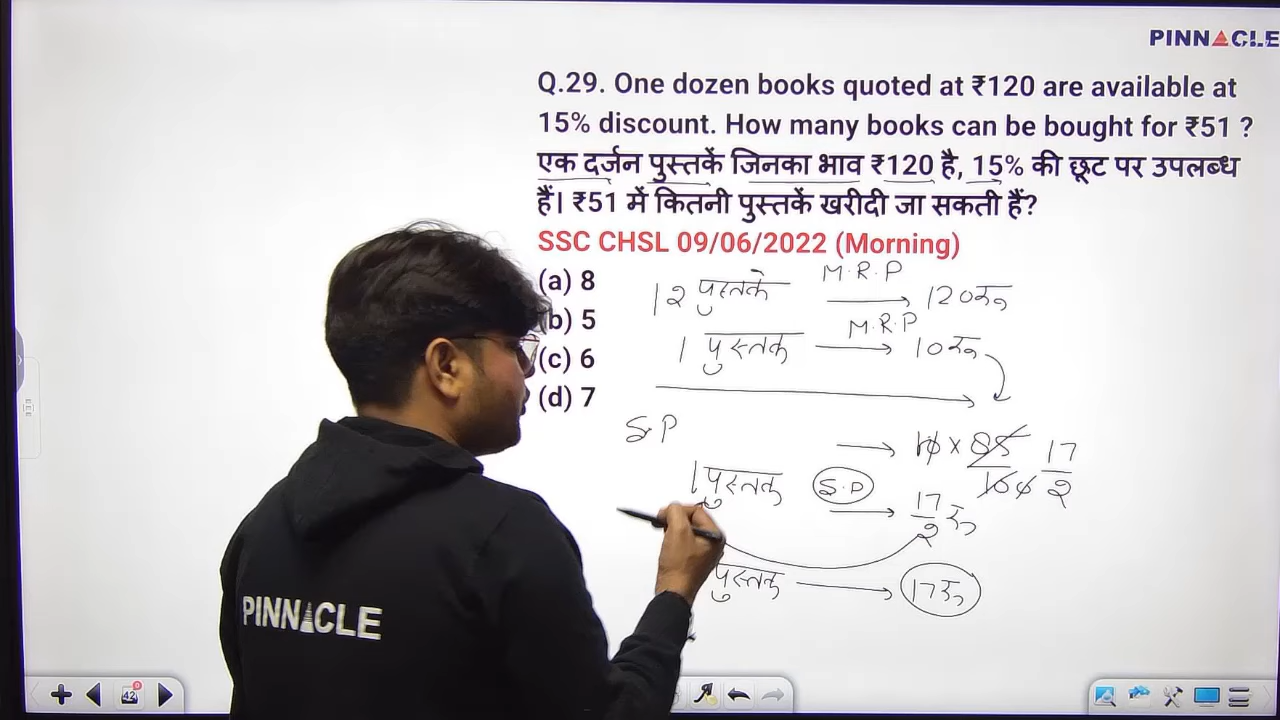 PINNACLE
Q.29. One dozen books quoted at ₹120 are available at
15% discount. How many books can be bought for ₹51 ?
एक दर्जन पुस्तकें जिनका भाव ₹120 है, 15% की छूट पर उपलब्ध
हैं। ₹51 में कितनी पुस्तकें खरीदी जा सकती हैं?
SSC CHSL 09/06/2022 (Morning)
(a) 8
(b) 5
(c) 6
(d) 7
12 पुस्तके M.R.P 120रु
1 पुस्तक M.R.P 10रु
S.P
10 × 85/100 17/2
1 पुस्तक S.P 17/2 रु
पुस्तक 17रु
PINNACLE
42